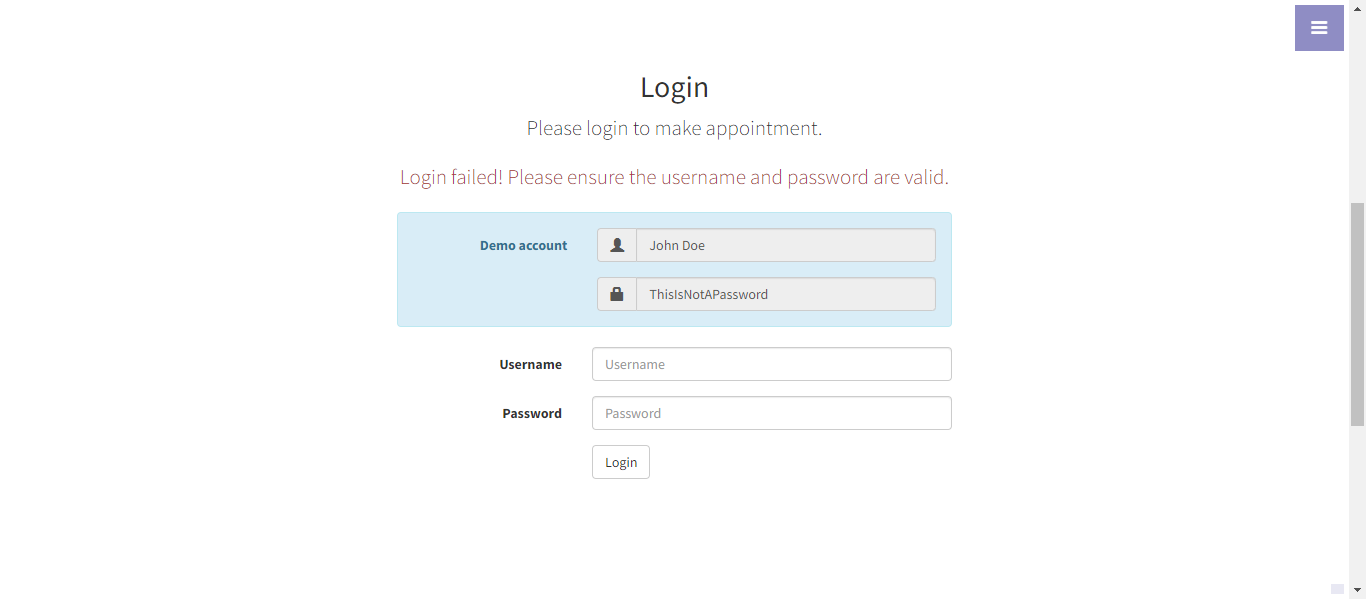 Login
Please login to make appointment.
Login failed! Please ensure the username and password are valid.
Demo account John Doe
ThisIsNotAPassword
Username Username
Password Password
Login